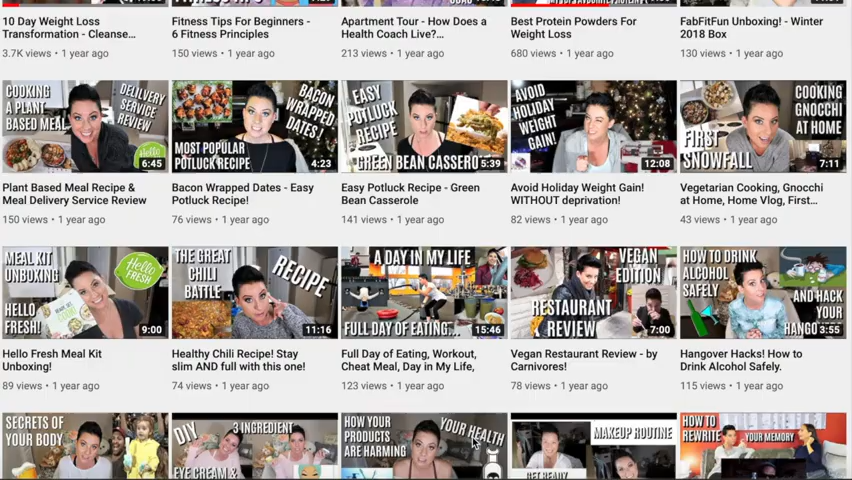 10 Day Weight Loss
Transformation - Cleanse...
3.7K views • 1 year ago
Fitness Tips For Beginners -
6 Fitness Principles
150 views • 1 year ago
Apartment Tour - How Does a
Health Coach Live?...
213 views • 1 year ago
Best Protein Powders For
Weight Loss
680 views • 1 year ago
FabFitFun Unboxing! - Winter
2018 Box
130 views • 1 year ago
COOKING
A PLANT
BASED MEAL
DELIVERY
SERVICE
REVIEW
Hello
6:45
Plant Based Meal Recipe &
Meal Delivery Service Review
150 views • 1 year ago
BACON
WRAPPED
DATES!
MOST POPULAR
POTLUCK RECIPE
4:23
Bacon Wrapped Dates - Easy
Potluck Recipe!
76 views • 1 year ago
EASY
POTLUCK
RECIPE
GREEN BEAN CASSERO
5:39
Easy Potluck Recipe - Green
Bean Casserole
141 views • 1 year ago
AVOID
HOLIDAY
WEIGHT
GAIN!
12:08
Avoid Holiday Weight Gain!
WITHOUT deprivation!
82 views • 1 year ago
COOKING
GNOCCHI
AT HOME
FIRST
SNOWFALL
7:11
Vegetarian Cooking, Gnocchi
at Home, Home Vlog, First...
43 views • 1 year ago
MEAL KIT
UNBOXING
HELLO
FRESH!
Hello
FRESH
9:00
Hello Fresh Meal Kit
Unboxing!
89 views • 1 year ago
THE GREAT
CHILI
BATTLE
RECIPE
11:16
Healthy Chili Recipe! Stay
slim AND full with this one!
74 views • 1 year ago
A DAY IN MY LIFE
FULL DAY OF EATING...
15:46
Full Day of Eating, Workout,
Cheat Meal, Day in My Life,
123 views • 1 year ago
VEGAN
EDITION
RESTAURANT
REVIEW
7:00
Vegan Restaurant Review - by
Carnivores!
78 views • 1 year ago
HOW TO DRINK
ALCOHOL
SAFELY
AND HACK
YOUR
HANGO
3:55
Hangover Hacks! How to
Drink Alcohol Safely.
115 views • 1 year ago
SECRETS OF
YOUR BODY
DIY
3 INGREDIENT
EYE CREAM &
HOW YOUR
PRODUCTS
ARE HARMING
YOUR HEALTH
MAKEUP ROUTINE
GET READY
HOW TO
REWRITE
YOUR MEMORY